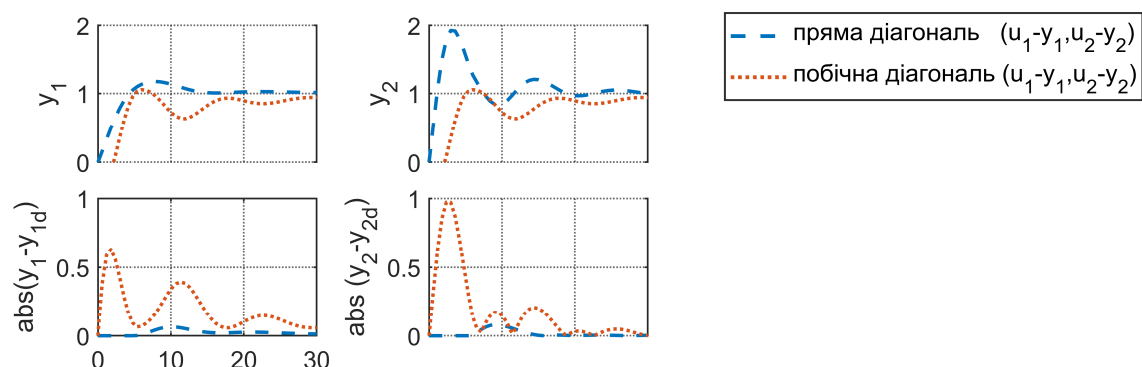 2
1
0
y1
2
1
0
y2
пряма діагональ (u1-y1,u2-y2)
побічна діагональ (u1-y1,u2-y2)
1
0.5
0
abs(y1-y1d)
0
10
20
30
1
0.5
0
abs (y2-y2d)